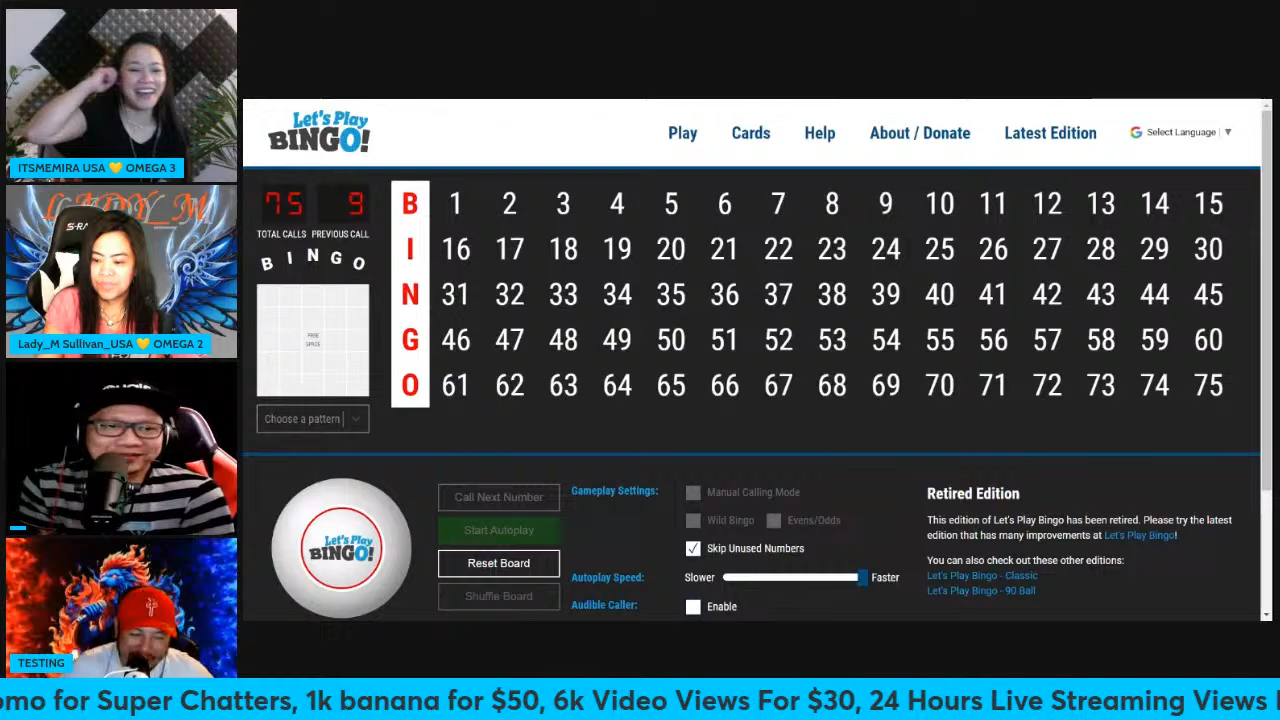 ITSMEMIRA USA 💛 OMEGA 3
LADY_M
Lady_M Sullivan_USA 💛 OMEGA 2
TESTING
Let's Play
BINGO!
Play Cards Help About / Donate Latest Edition Select Language
75 9
TOTAL CALLS PREVIOUS CALL
B I N G O
FREE
SPACE
Choose a pattern
B 1 2 3 4 5 6 7 8 9 10 11 12 13 14 15
I 16 17 18 19 20 21 22 23 24 25 26 27 28 29 30
N 31 32 33 34 35 36 37 38 39 40 41 42 43 44 45
G 46 47 48 49 50 51 52 53 54 55 56 57 58 59 60
O 61 62 63 64 65 66 67 68 69 70 71 72 73 74 75
Let's Play
BINGO!
Call Next Number
Start Autoplay
Reset Board
Shuffle Board
Gameplay Settings:
Manual Calling Mode
Wild Bingo Evens/Odds
Skip Unused Numbers
Autoplay Speed: Slower Faster
Audible Caller: Enable
Retired Edition
This edition of Let's Play Bingo has been retired. Please try the latest
edition that has many improvements at Let's Play Bingo!
You can also check out these other editions:
Let's Play Bingo - Classic
Let's Play Bingo - 90 Ball
omo for Super Chatters, 1k banana for $50, 6k Video Views For $30, 24 Hours Live Streaming Views